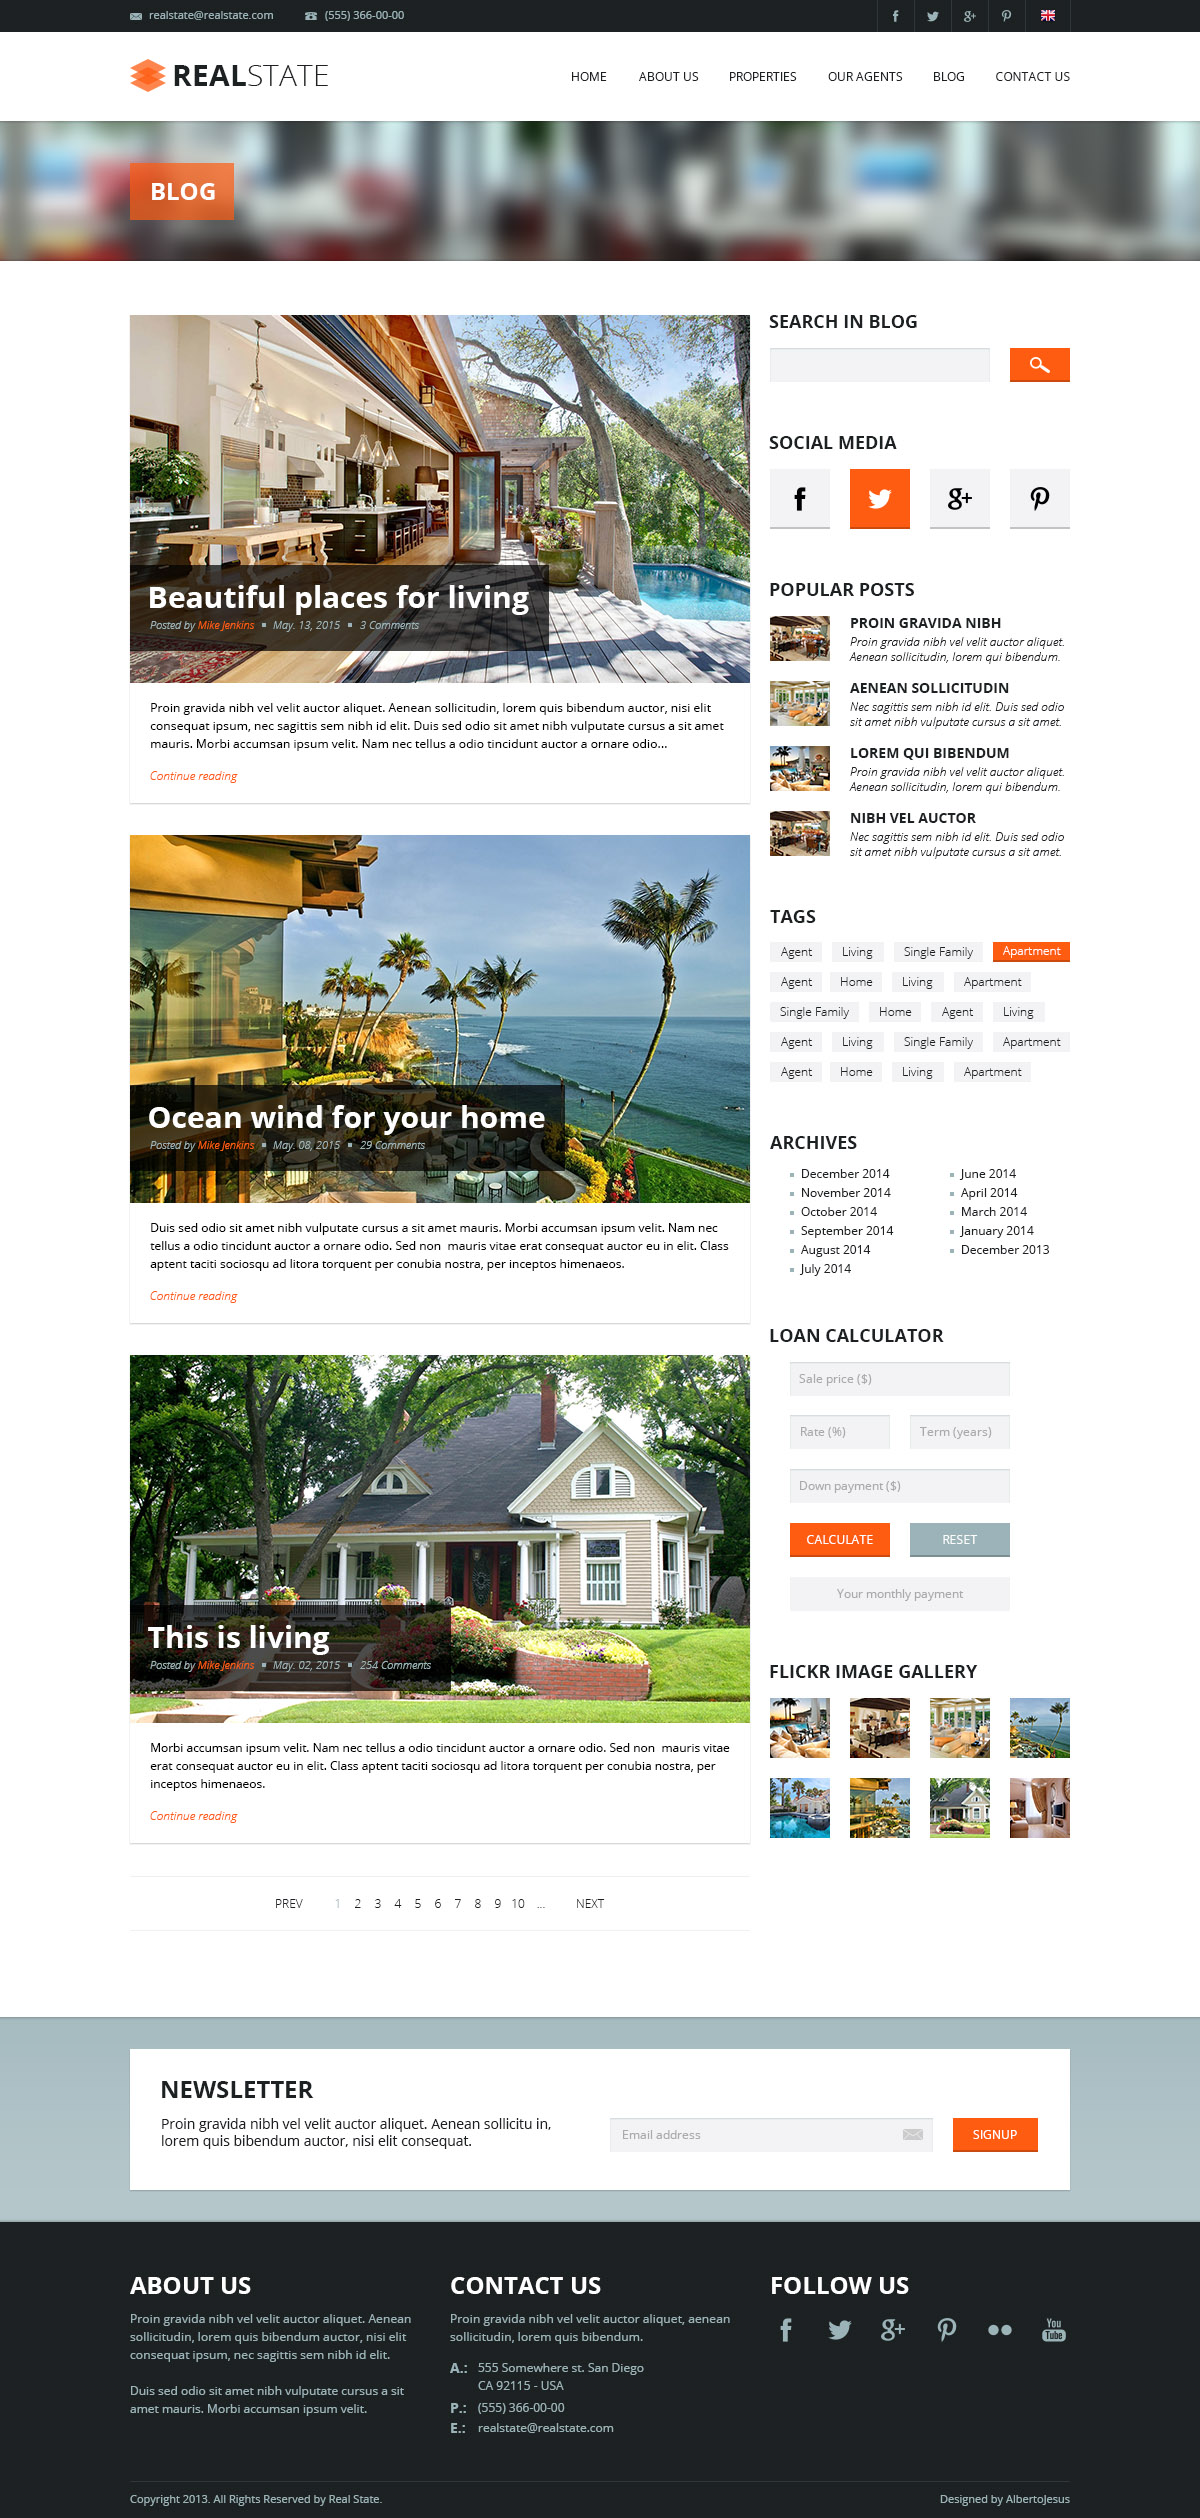 realstate@realstate.com (555) 366-00-00
REALSTATE
HOME ABOUT US PROPERTIES OUR AGENTS BLOG CONTACT US
BLOG
Beautiful places for living
Posted by Mike Jenkins May. 13, 2015 3 Comments
Proin gravida nibh vel velit auctor aliquet. Aenean sollicitudin, lorem quis bibendum auctor, nisi elit
consequat ipsum, nec sagittis sem nibh id elit. Duis sed odio sit amet nibh vulputate cursus a sit amet
mauris. Morbi accumsan ipsum velit. Nam nec tellus a odio tincidunt auctor a ornare odio...
Continue reading
Ocean wind for your home
Posted by Mike Jenkins May. 08, 2015 29 Comments
Duis sed odio sit amet nibh vulputate cursus a sit amet mauris. Morbi accumsan ipsum velit. Nam nec
tellus a odio tincidunt auctor a ornare odio. Sed non mauris vitae erat consequat auctor eu in elit. Class
aptent taciti sociosqu ad litora torquent per conubia nostra, per inceptos himenaeos.
Continue reading
This is living
Posted by Mike Jenkins May. 02, 2015 254 Comments
Morbi accumsan ipsum velit. Nam nec tellus a odio tincidunt auctor a ornare odio. Sed non mauris vitae
erat consequat auctor eu in elit. Class aptent taciti sociosqu ad litora torquent per conubia nostra, per
inceptos himenaeos.
Continue reading
PREV 1 2 3 4 5 6 7 8 9 10 ... NEXT
SEARCH IN BLOG
SOCIAL MEDIA
POPULAR POSTS
PROIN GRAVIDA NIBH
Proin gravida nibh vel velit auctor aliquet.
Aenean sollicitudin, lorem qui bibendum.
AENEAN SOLLICITUDIN
Nec sagittis sem nibh id elit. Duis sed odio
sit amet nibh vulputate cursus a sit amet.
LOREM QUI BIBENDUM
Proin gravida nibh vel velit auctor aliquet.
Aenean sollicitudin, lorem qui bibendum.
NIBH VEL AUCTOR
Nec sagittis sem nibh id elit. Duis sed odio
sit amet nibh vulputate cursus a sit amet.
TAGS
Agent Living Single Family Apartment
Agent Home Living Apartment
Single Family Home Agent Living
Agent Living Single Family Apartment
Agent Home Living Apartment
ARCHIVES
December 2014 June 2014
November 2014 April 2014
October 2014 March 2014
September 2014 January 2014
August 2014 December 2013
July 2014
LOAN CALCULATOR
Sale price ($)
Rate (%) Term (years)
Down payment ($)
CALCULATE RESET
Your monthly payment
FLICKR IMAGE GALLERY
NEWSLETTER
Proin gravida nibh vel velit auctor aliquet. Aenean sollicitu in,
lorem quis bibendum auctor, nisi elit consequat.
Email address SIGNUP
ABOUT US
Proin gravida nibh vel velit auctor aliquet. Aenean
sollicitudin, lorem quis bibendum auctor, nisi elit
consequat ipsum, nec sagittis sem nibh id elit.
Duis sed odio sit amet nibh vulputate cursus a sit
amet mauris. Morbi accumsan ipsum velit.
CONTACT US
Proin gravida nibh vel velit auctor aliquet, aenean
sollicitudin, lorem quis bibendum.
A.: 555 Somewhere st. San Diego
CA 92115 - USA
P.: (555) 366-00-00
E.: realstate@realstate.com
FOLLOW US
You
Tube
Copyright 2013. All Rights Reserved by Real State.
Designed by AlbertoJesus